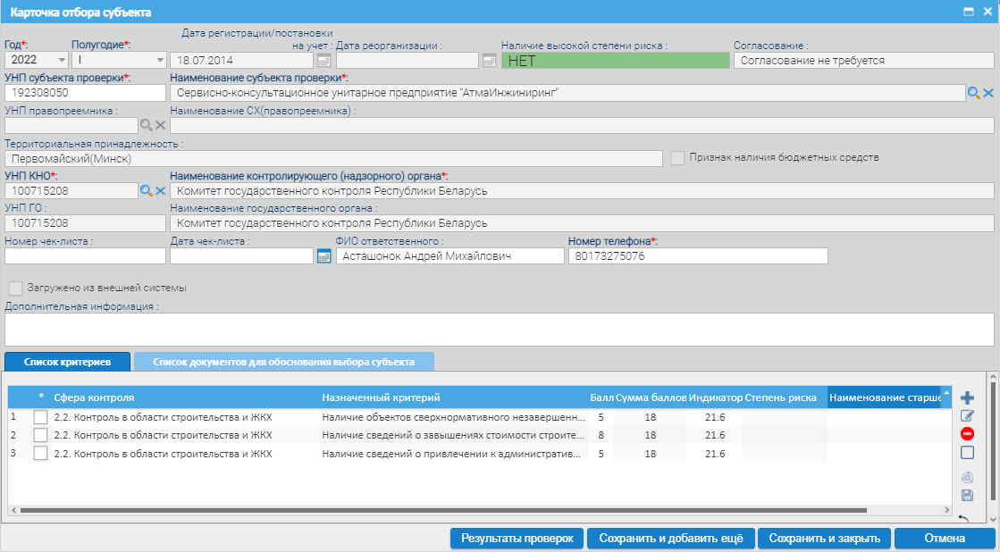 Карточка отбора субъекта
Дата регистрации/постановки
Год*: Полугодие*: на учет : Дата реорганизации : Наличие высокой степени риска : Согласование :
2022 I 18.07.2014 НЕТ Согласование не требуется
УНП субъекта проверки*: Наименование субъекта проверки*:
192308050 Сервисно-консультационное унитарное предприятие "АтмаИнжиниринг"
УНП правопреемника : Наименование СХ(правопреемника) :
Территориальная принадлежность :
Первомайский(Минск) Признак наличия бюджетных средств
УНП КНО*: Наименование контролирующего (надзорного) органа*:
100715208 Комитет государственного контроля Республики Беларусь
УНП ГО : Наименование государственного органа :
100715208 Комитет государственного контроля Республики Беларусь
Номер чек-листа : Дата чек-листа : ФИО ответственного : Номер телефона*:
Асташонок Андрей Михайлович 80173275076
Загружено из внешней системы
Дополнительная информация :
Список критериев Список документов для обоснования выбора субъекта
* Сфера контроля Назначенный критерий Балл Сумма баллов Индикатор Степень риска Наименование старше
1 2.2. Контроль в области строительства и ЖКХ Наличие объектов сверхнормативного незавершенн... 5 18 21.6
2 2.2. Контроль в области строительства и ЖКХ Наличие сведений о завышениях стоимости строите... 8 18 21.6
3 2.2. Контроль в области строительства и ЖКХ Наличие сведений о привлечении к административ... 5 18 21.6
Результаты проверок Сохранить и добавить ещё Сохранить и закрыть Отмена